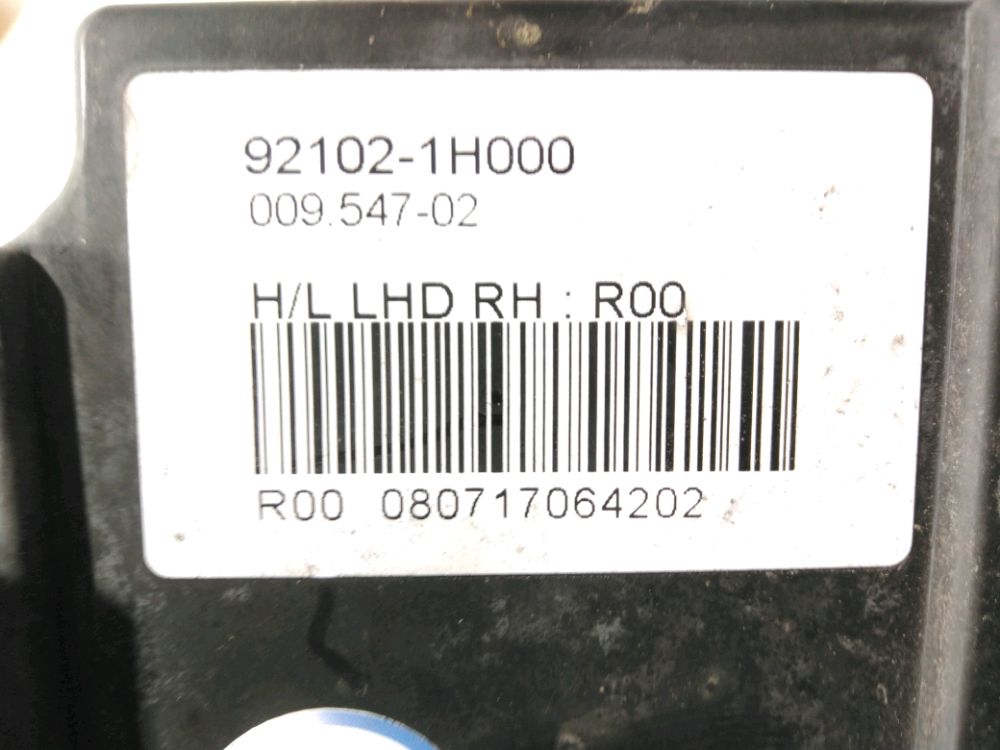 92102-1H000
009.547-02
H/L LHD RH : R00
R00 080717064202